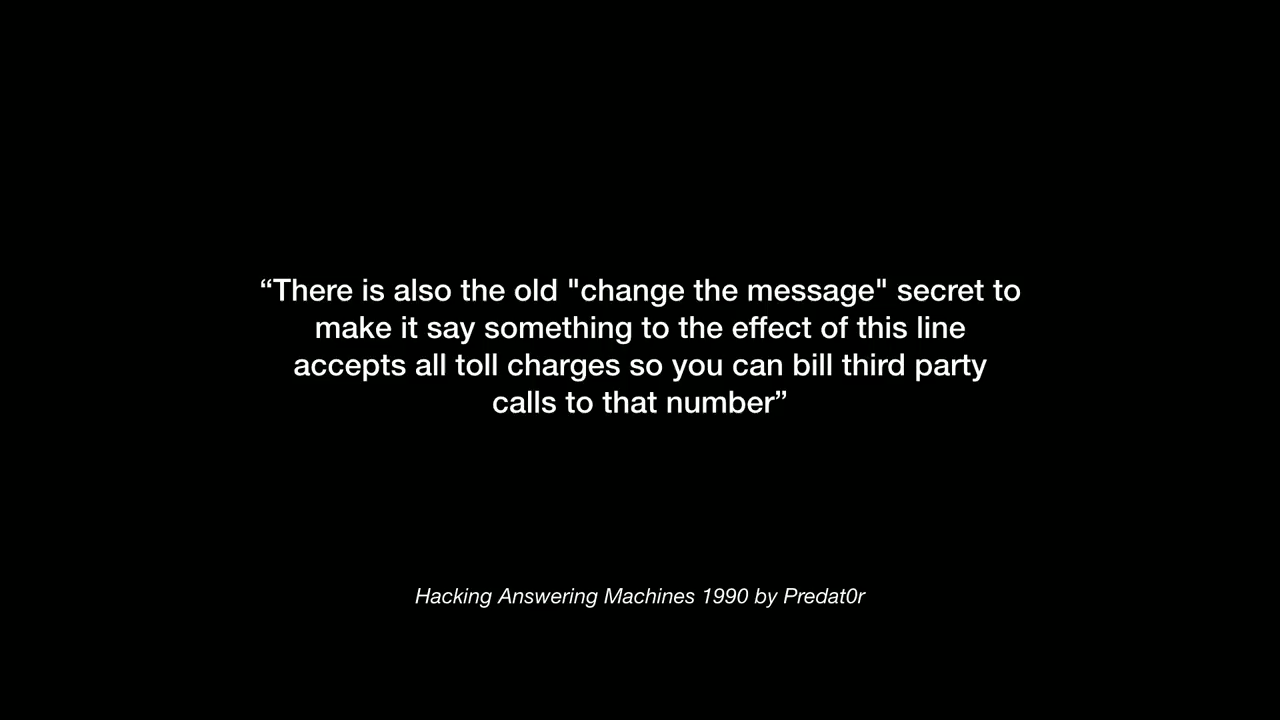 “There is also the old "change the message" secret to
make it say something to the effect of this line
accepts all toll charges so you can bill third party
calls to that number”
Hacking Answering Machines 1990 by Predat0r